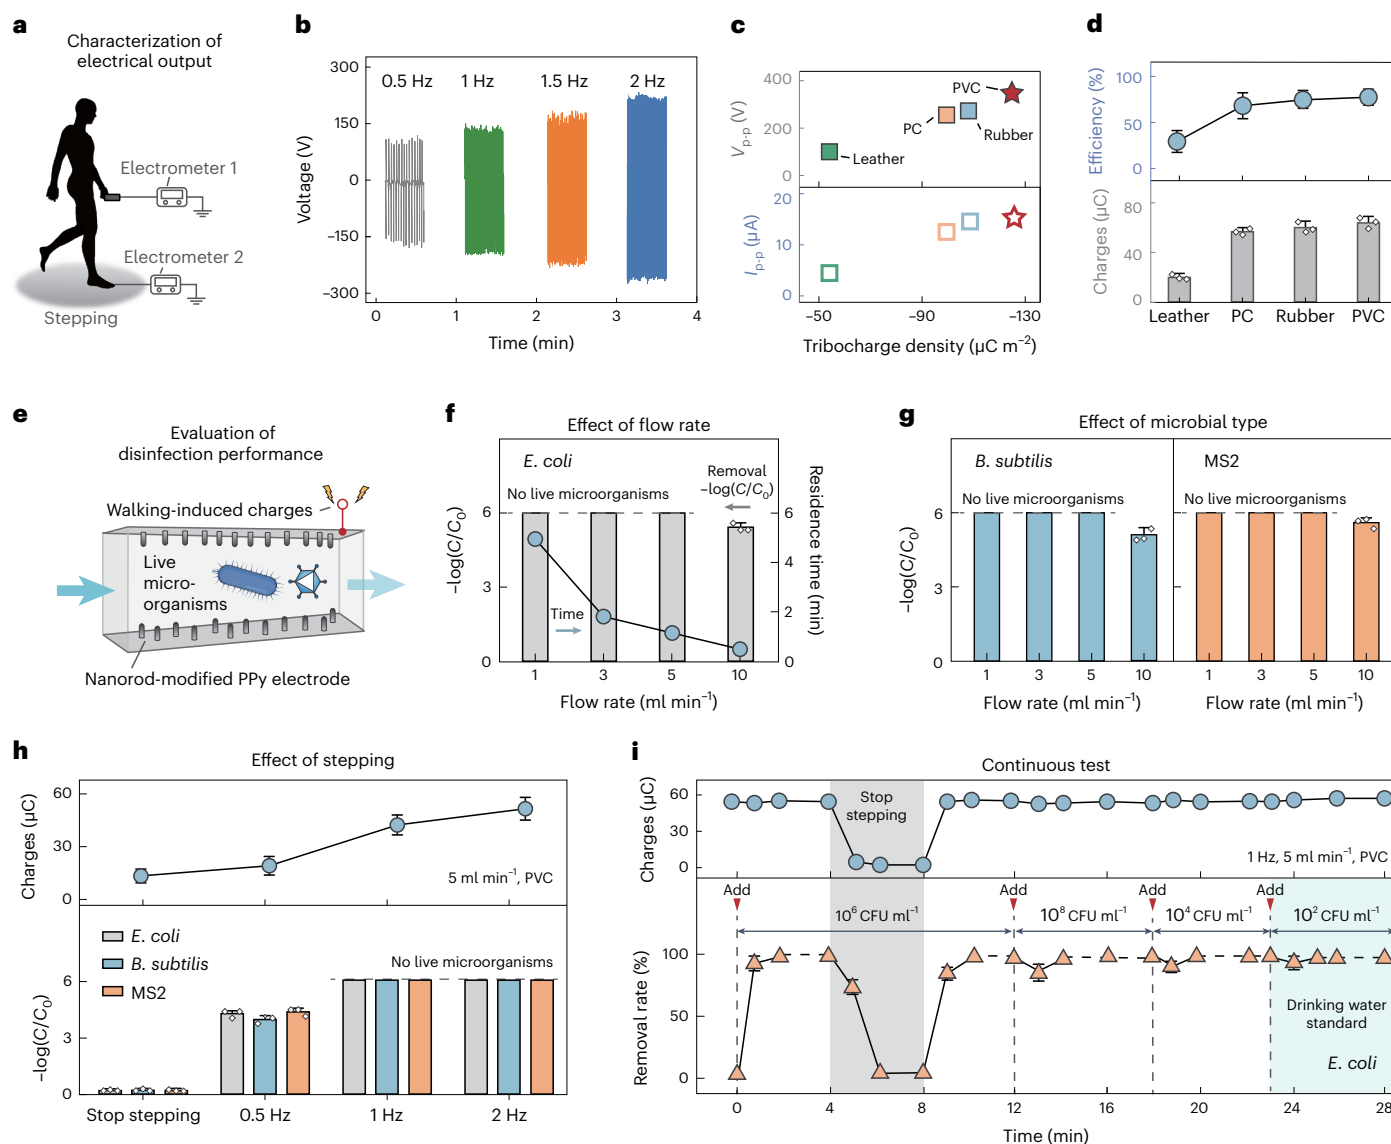 a
Characterization of
electrical output
Electrometer 1
Electrometer 2
Stepping
b
300
150
0
−150
−300
Voltage (V)
0.5 Hz
1 Hz
1.5 Hz
2 Hz
0
1
2
3
4
Time (min)
c
400
200
0
Vp-p (V)
PVC
PC
Rubber
Leather
20
10
0
Ip-p (µA)
−50
−90
−130
Tribocharge density (µC m−2)
d
100
50
0
Efficiency (%)
80
40
0
Charges (µC)
Leather
PC
Rubber
PVC
e
Evaluation of
disinfection performance
Walking-induced charges
Live
micro-
organisms
Nanorod-modified PPy electrode
f
Effect of flow rate
E. coli
Removal
−log(C/C0)
No live microorganisms
6
3
0
−log(C/C0)
Time
6
4
2
0
Residence time (min)
1
3
5
10
Flow rate (ml min−1)
g
Effect of microbial type
B. subtilis
MS2
No live microorganisms
No live microorganisms
6
3
0
−log(C/C0)
1
3
5
10
1
3
5
10
Flow rate (ml min−1)
Flow rate (ml min−1)
h
Effect of stepping
60
30
0
Charges (µC)
5 ml min−1, PVC
E. coli
B. subtilis
MS2
No live microorganisms
6
3
0
−log(C/C0)
Stop stepping
0.5 Hz
1 Hz
2 Hz
i
Continuous test
60
30
0
Charges (µC)
Stop
stepping
1 Hz, 5 ml min−1, PVC
Add
Add
Add
Add
106 CFU ml−1
108 CFU ml−1
104 CFU ml−1
102 CFU ml−1
100
50
0
Removal rate (%)
Drinking water
standard
E. coli
0
4
8
12
16
20
24
28
Time (min)